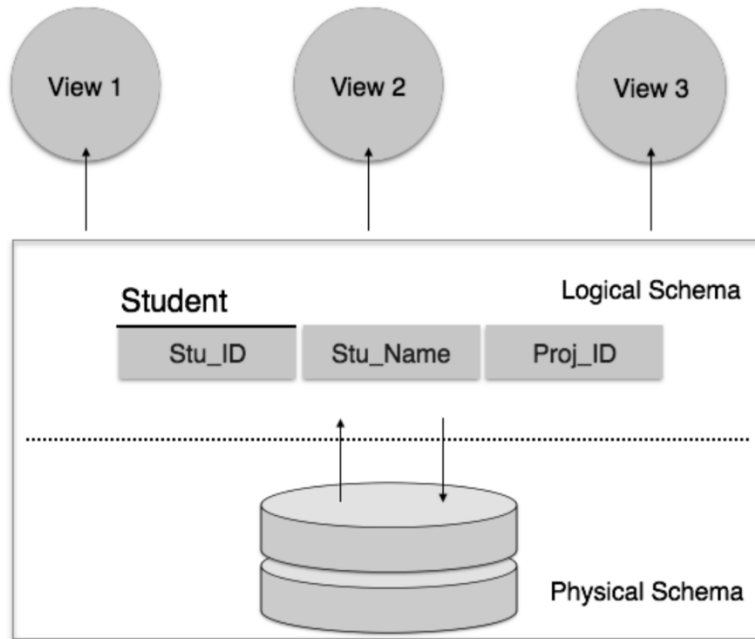 View 1
View 2
View 3
Logical Schema
Student
Stu_ID
Stu_Name
Proj_ID
Physical Schema